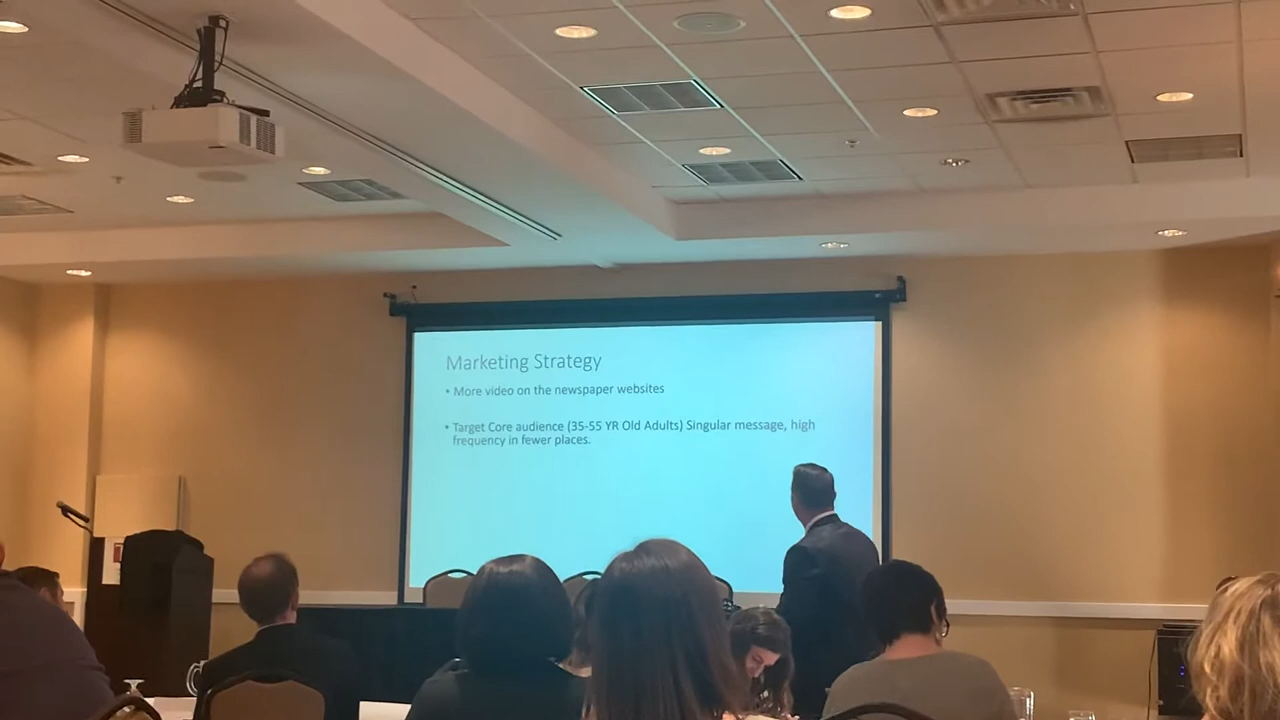 Marketing Strategy
• More video on the newspaper websites
• Target Core audience (35-55 YR Old Adults) Singular message, high
frequency in fewer places.